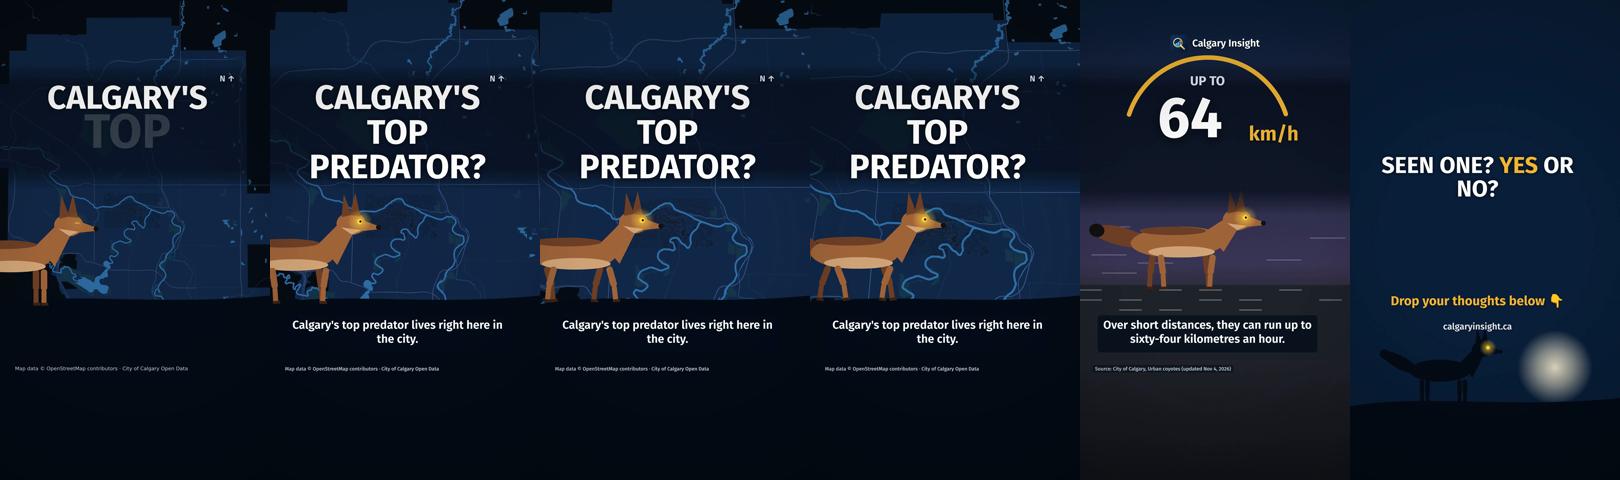 N ↑
CALGARY'S
TOP
Map data © OpenStreetMap contributors · City of Calgary Open Data
N ↑
CALGARY'S
TOP
PREDATOR?
Calgary's top predator lives right here in
the city.
Map data © OpenStreetMap contributors · City of Calgary Open Data
N ↑
CALGARY'S
TOP
PREDATOR?
Calgary's top predator lives right here in
the city.
Map data © OpenStreetMap contributors · City of Calgary Open Data
N ↑
CALGARY'S
TOP
PREDATOR?
Calgary's top predator lives right here in
the city.
Map data © OpenStreetMap contributors · City of Calgary Open Data
Calgary Insight
UP TO
64
km/h
Over short distances, they can run up to
sixty-four kilometres an hour.
Source: City of Calgary, Urban coyotes (updated Nov 4, 2026)
SEEN ONE? YES OR
NO?
Drop your thoughts below 👇
calgaryinsight.ca